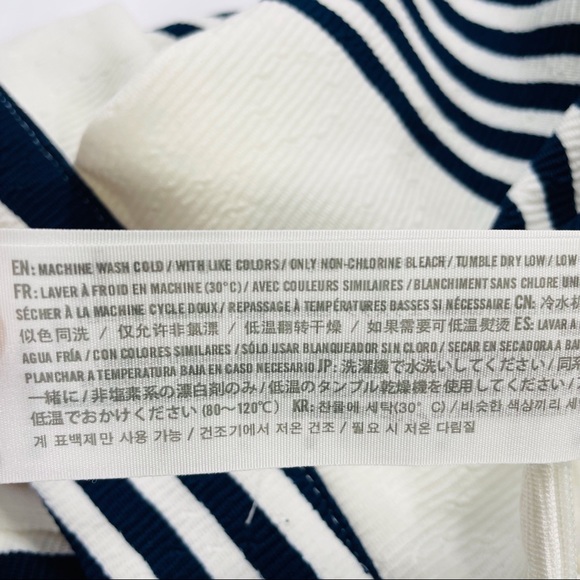 EN: MACHINE WASH COLD / WITH LIKE COLORS / ONLY NON-CHLORINE BLEACH / TUMBLE DRY LOW / LOW
FR: LAVER À FROID EN MACHINE (30°C) / AVEC COULEURS SIMILAIRES / BLANCHIMENT SANS CHLORE UNI
SÉCHER À LA MACHINE CYCLE DOUX / REPASSAGE À TEMPÉRATURES BASSES SI NÉCESSAIRE CN: 冷水
似色同洗 / 仅允许非氯漂 / 低温翻转干燥 / 如果需要可低温熨烫 ES: LAVAR A
AGUA FRÍA / CON COLORES SIMILARES / SÓLO USAR BLANQUEADOR SIN CLORO / SECAR EN SECADORA A BA
PLANCHAR A TEMPERATURA BAJA EN CASO NECESARIO JP: 洗濯機で水洗いしてください / 同系
一緒に / 非塩素系の漂白剤のみ / 低温のタンブル乾燥機を使用してください /
低温でおかけください (80～120℃) KR: 찬물에 세탁(30° C) / 비슷한 색상끼리 세
계 표백제만 사용 가능 / 건조기에서 저온 건조 / 필요 시 저온 다림질